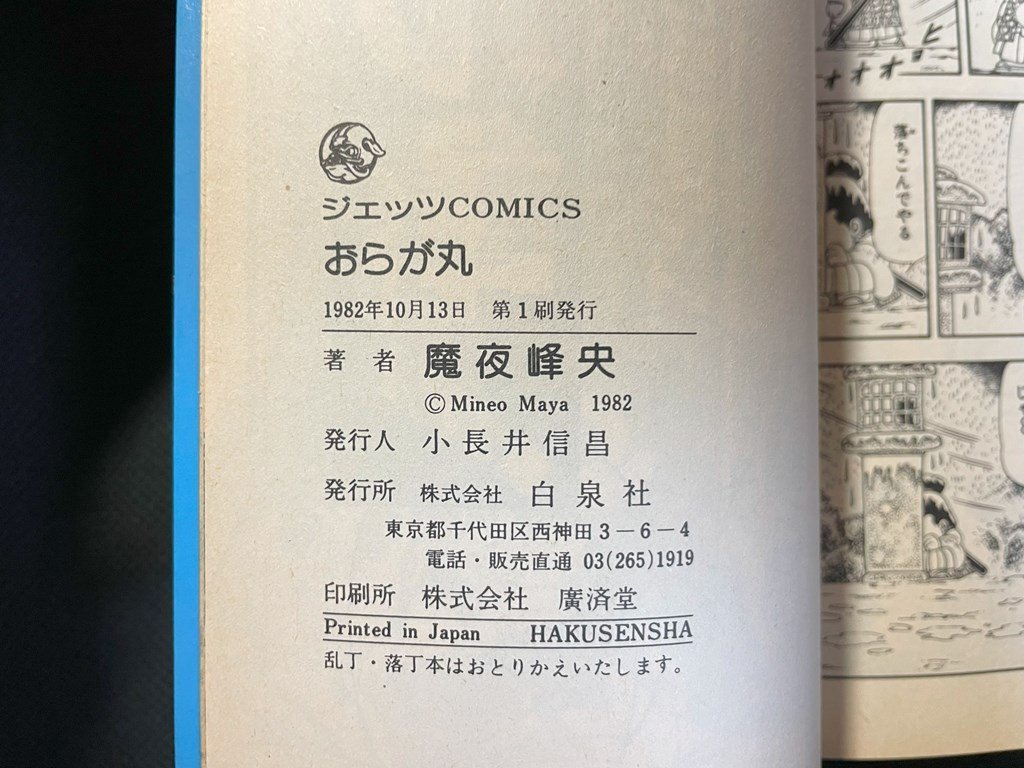 ジェッツCOMICS
おらが丸
1982年10月13日 第1刷発行
著 者 魔夜峰央
©Mineo Maya 1982
発行人 小長井信昌
発行所 株式会社 白泉社
東京都千代田区西神田3－6－4
電話・販売直通 03(265)1919
印刷所 株式会社 廣済堂
Printed in Japan HAKUSENSHA
乱丁・落丁本はおとりかえいたします。
ヒョオオオオ
落ちこんでやる